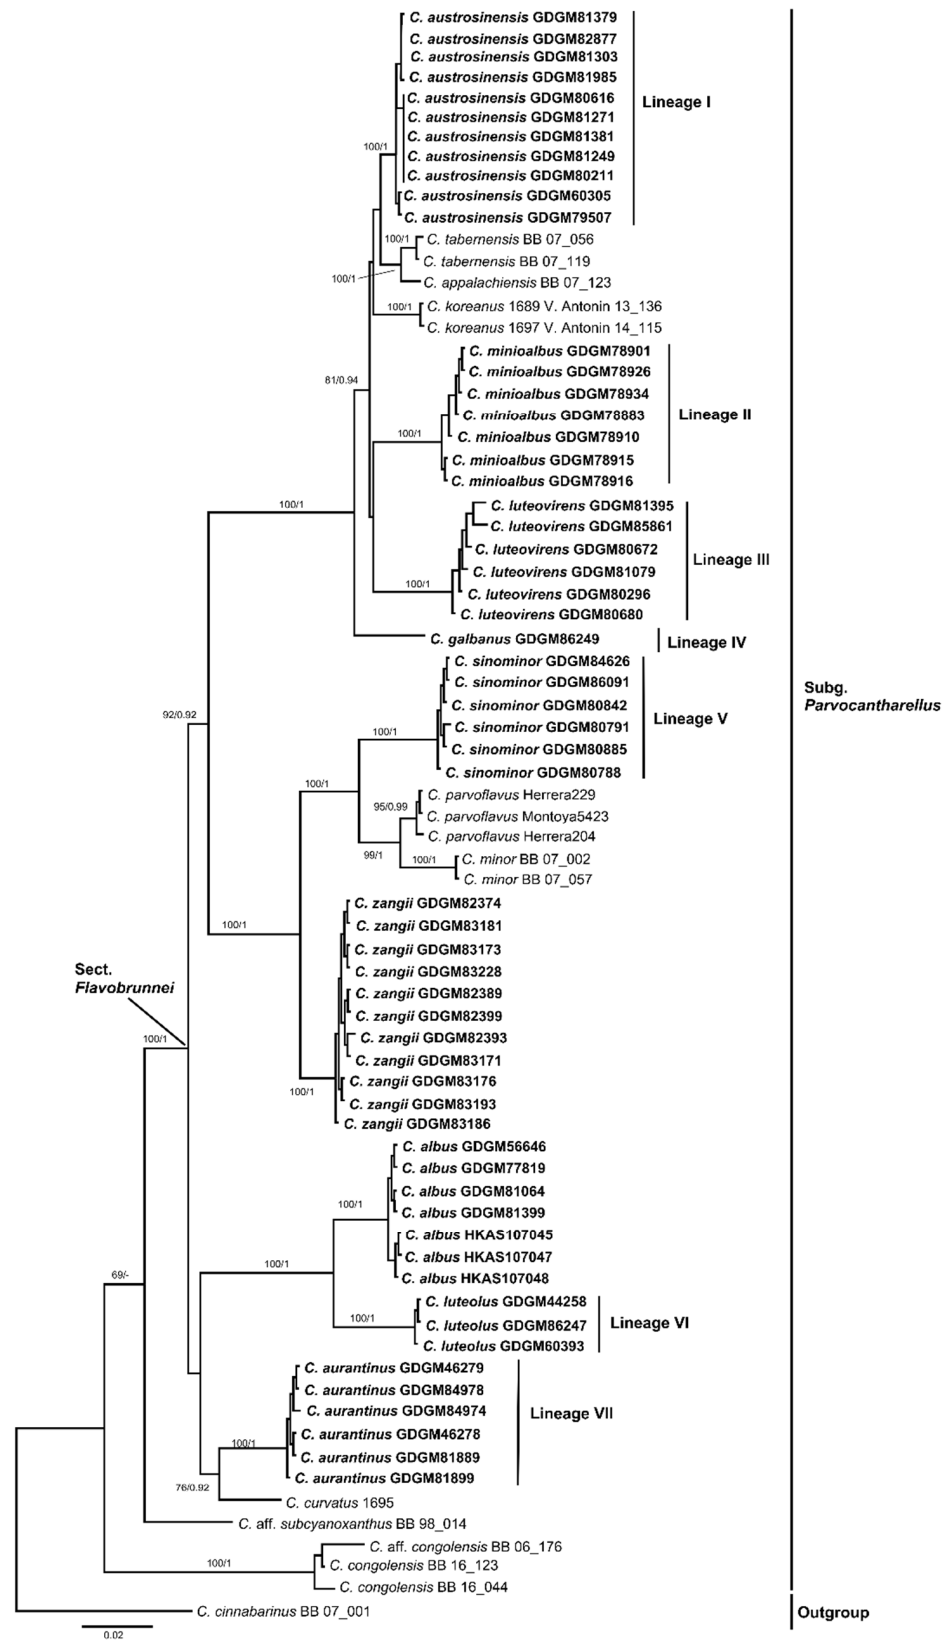 C. austrosinensis GDGM81379
C. austrosinensis GDGM82877
C. austrosinensis GDGM81303
C. austrosinensis GDGM81985
C. austrosinensis GDGM80616
Lineage I
C. austrosinensis GDGM81271
C. austrosinensis GDGM81381
100/1
C. austrosinensis GDGM81249
C. austrosinensis GDGM80211
C. austrosinensis GDGM60305
C. austrosinensis GDGM79507
100/1
C. tabernensis BB 07_056
C. tabernensis BB 07_119
100/1
C. appalachiensis BB 07_123
100/1
C. koreanus 1689 V. Antonin 13_136
C. koreanus 1697 V. Antonin 14_115
C. minioalbus GDGM78901
C. minioalbus GDGM78926
81/0.94
C. minioalbus GDGM78934
C. minioalbus GDGM78883
Lineage II
100/1
C. minioalbus GDGM78910
C. minioalbus GDGM78915
C. minioalbus GDGM78916
100/1
C. luteovirens GDGM81395
C. luteovirens GDGM85861
C. luteovirens GDGM80672
Lineage III
C. luteovirens GDGM81079
100/1
C. luteovirens GDGM80296
C. luteovirens GDGM80680
C. galbanus GDGM86249
Lineage IV
C. sinominor GDGM84626
C. sinominor GDGM86091
Subg.
Parvocantharellus
C. sinominor GDGM80842
92/0.92
Lineage V
C. sinominor GDGM80791
100/1
C. sinominor GDGM80885
C. sinominor GDGM80788
100/1
C. parvoflavus Herrera229
95/0.99
C. parvoflavus Montoya5423
C. parvoflavus Herrera204
99/1
100/1
C. minor BB 07_002
C. minor BB 07_057
C. zangii GDGM82374
100/1
C. zangii GDGM83181
C. zangii GDGM83173
Sect.
Flavobrunnei
C. zangii GDGM83228
C. zangii GDGM82389
C. zangii GDGM82399
100/1
C. zangii GDGM82393
C. zangii GDGM83171
C. zangii GDGM83176
100/1
C. zangii GDGM83193
C. zangii GDGM83186
C. albus GDGM56646
C. albus GDGM77819
C. albus GDGM81064
100/1
C. albus GDGM81399
C. albus HKAS107045
C. albus HKAS107047
100/1
C. albus HKAS107048
69/-
C. luteolus GDGM44258
100/1
C. luteolus GDGM86247
Lineage VI
C. luteolus GDGM60393
C. aurantinus GDGM46279
C. aurantinus GDGM84978
C. aurantinus GDGM84974
Lineage VII
C. aurantinus GDGM46278
100/1
C. aurantinus GDGM81889
C. aurantinus GDGM81899
76/0.92
C. curvatus 1695
C. aff. subcyanoxanthus BB 98_014
C. aff. congolensis BB 06_176
100/1
C. congolensis BB 16_123
C. congolensis BB 16_044
C. cinnabarinus BB 07_001
Outgroup
0.02